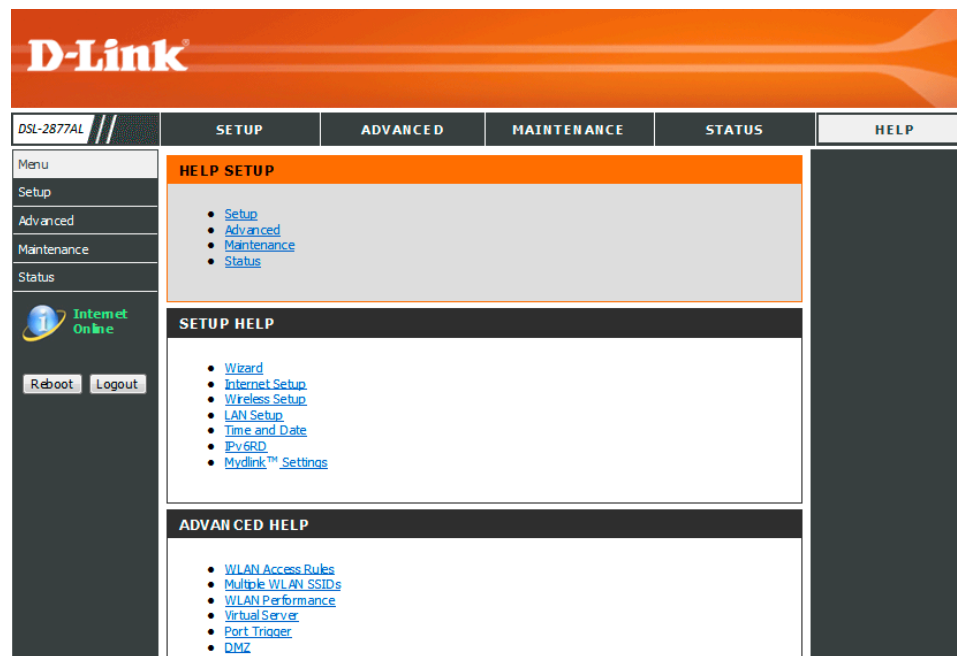 D-Link®
DSL-2877AL
SETUP
ADVANCED
MAINTENANCE
STATUS
HELP
Menu
Setup
Advanced
Maintenance
Status
Internet
Online
Reboot
Logout
HELP SETUP
Setup
Advanced
Maintenance
Status
SETUP HELP
Wizard
Internet Setup
Wireless Setup
LAN Setup
Time and Date
IPv6RD
Mydlink™ Settings
ADVANCED HELP
WLAN Access Rules
Multiple WLAN SSIDs
WLAN Performance
Virtual Server
Port Trigger
DMZ